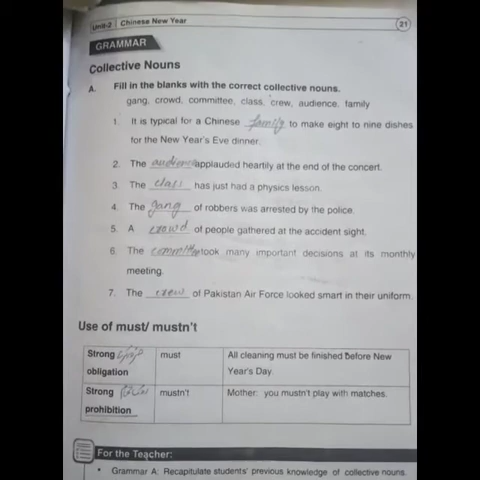 Unit-2 Chinese New Year 21
GRAMMAR
Collective Nouns
A. Fill in the blanks with the correct collective nouns.
gang, crowd, committee, class, crew, audience, family
1. It is typical for a Chinese family to make eight to nine dishes
for the New Year's Eve dinner.
2. The audience applauded heartily at the end of the concert.
3. The class has just had a physics lesson.
4. The gang of robbers was arrested by the police.
5. A crowd of people gathered at the accident sight.
6. The committee took many important decisions at its monthly
meeting.
7. The crew of Pakistan Air Force looked smart in their uniform.
Use of must/ mustn't
Strong must All cleaning must be finished before New
obligation Year's Day.
Strong mustn't Mother: you mustn't play with matches.
prohibition
For the Teacher:
• Grammar A: Recapitulate students' previous knowledge of collective nouns.